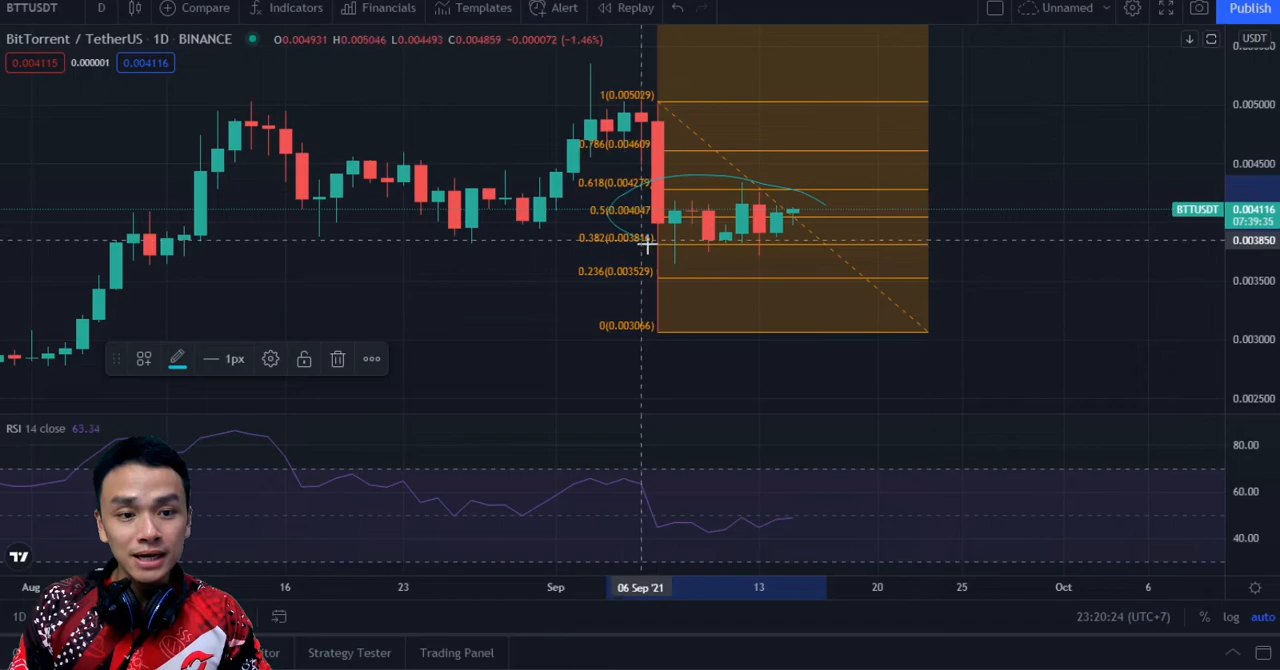 BTTUSDT D Compare Indicators Financials Templates Alert Replay Unnamed Publish
BitTorrent / TetherUS · 1D · BINANCE O0.004931 H0.005046 L0.004493 C0.004859 -0.000072 (-1.46%) USDT
0.004115 0.000001 0.004116
1(0.005029)
0.005000
0.786(0.004609)
0.004500
0.618(0.004279)
0.5(0.004047)
BTTUSDT 0.004116
07:39:35
0.382(0.003816)
0.003850
0.236(0.003529)
0.003500
0(0.003066)
0.003000
1px
0.002500
RSI 14 close 63.34
80.00
60.00
40.00
Aug 16 23 Sep 06 Sep '21 13 20 25 Oct 6
1D 23:20:24 (UTC+7) % log auto
tor Strategy Tester Trading Panel